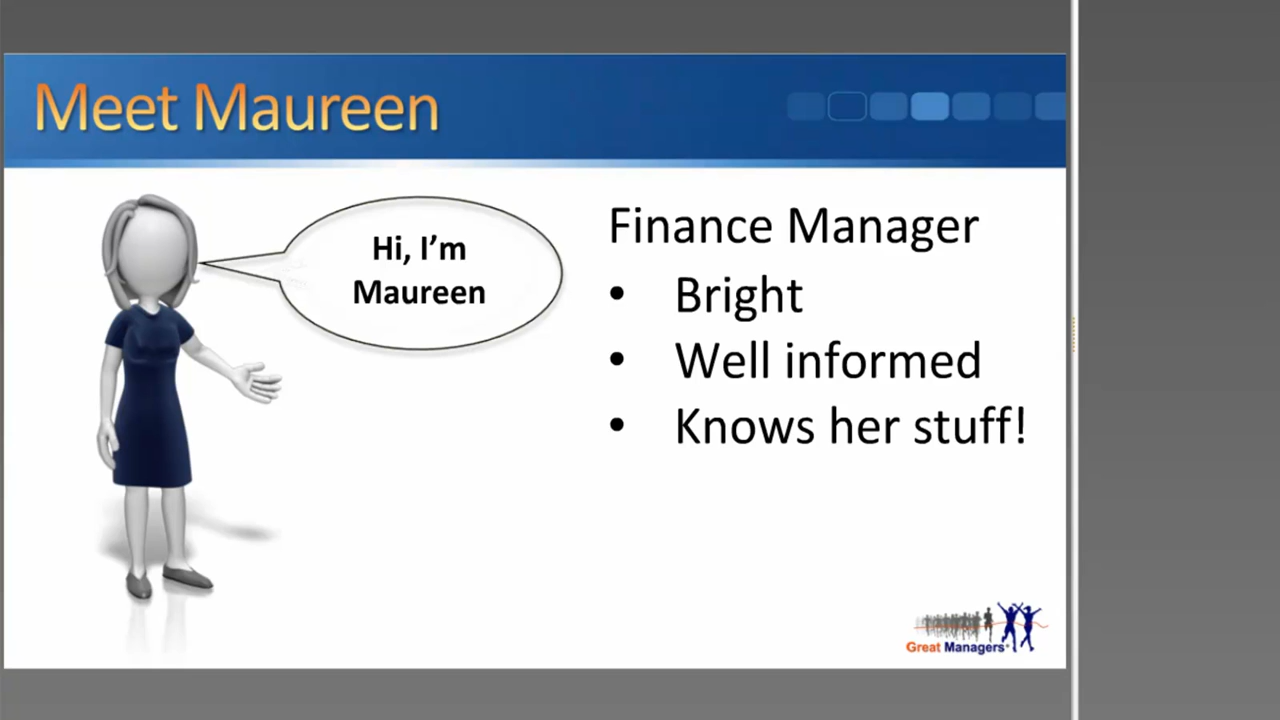 Meet Maureen
Hi, I’m
Maureen
Finance Manager
• Bright
• Well informed
• Knows her stuff!
Great Managers®